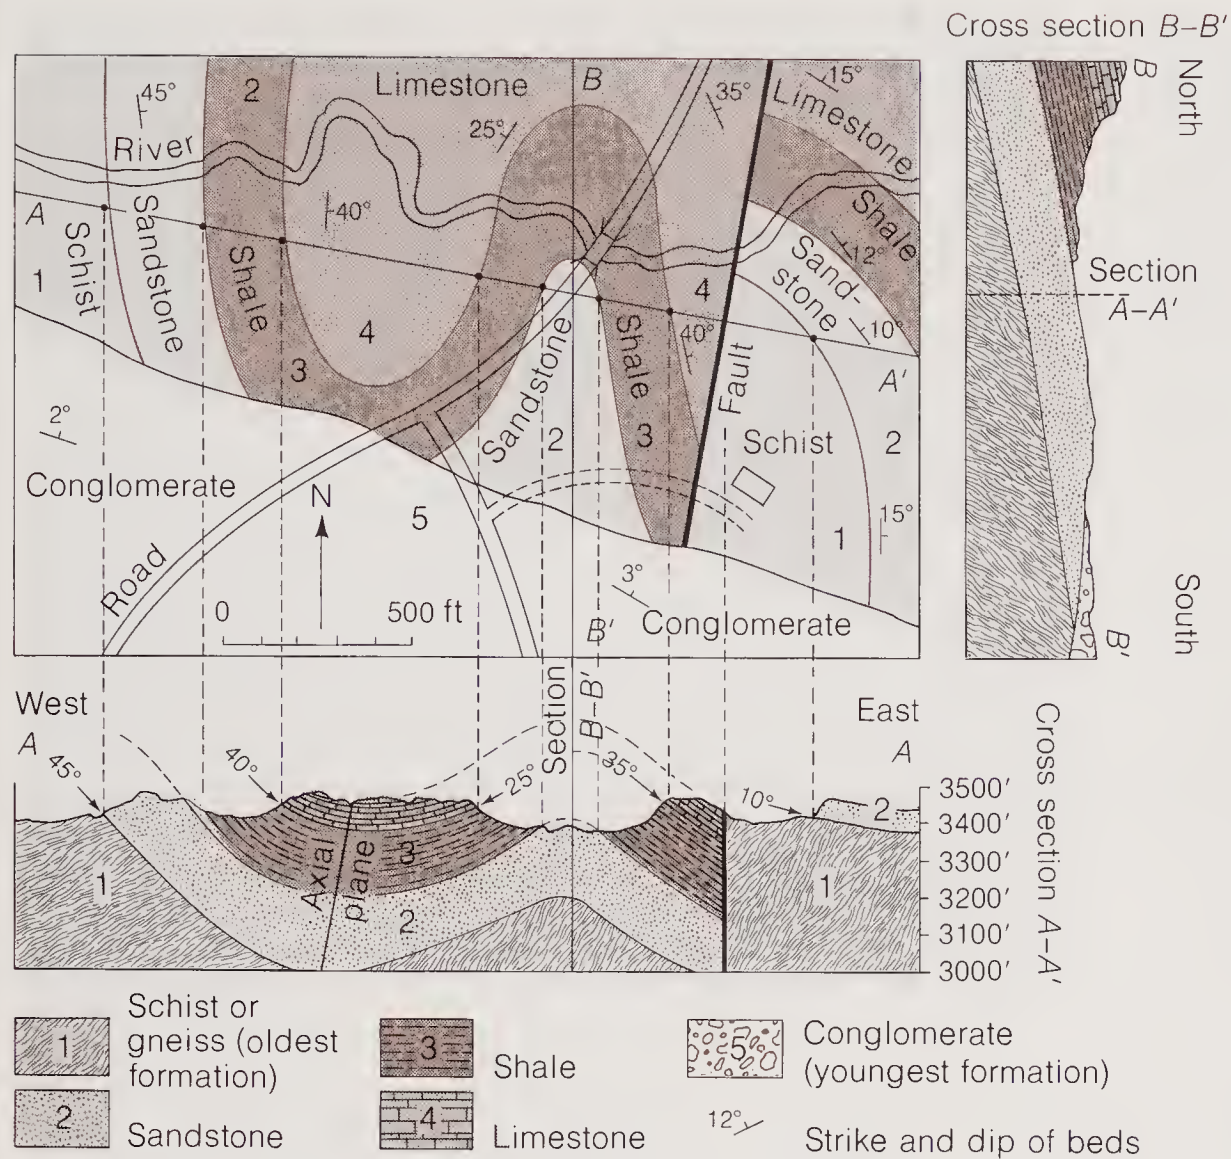 Cross section B–B'
45°
2
Limestone
B
35°
15°
Limestone
B
North
River
25°
A
Schist
Sandstone
1
Shale
40°
4
3
4
Shale
12°
Sand-
stone
10°
Section
A–A'
2°
Conglomerate
Sandstone
2
Shale
3
40°
Fault
A'
Schist
2
N
5
1
15°
Road
0 500 ft
3°
B'
Conglomerate
B'
South
West
A
Section
B–B'
East
A
Cross section A–A'
45°
40°
25°
35°
10°
2
1
Axial
plane
3
2
1
3500'
3400'
3300'
3200'
3100'
3000'
1
Schist or
gneiss (oldest
formation)
3
Shale
5
Conglomerate
(youngest formation)
2
Sandstone
4
Limestone
12°
Strike and dip of beds